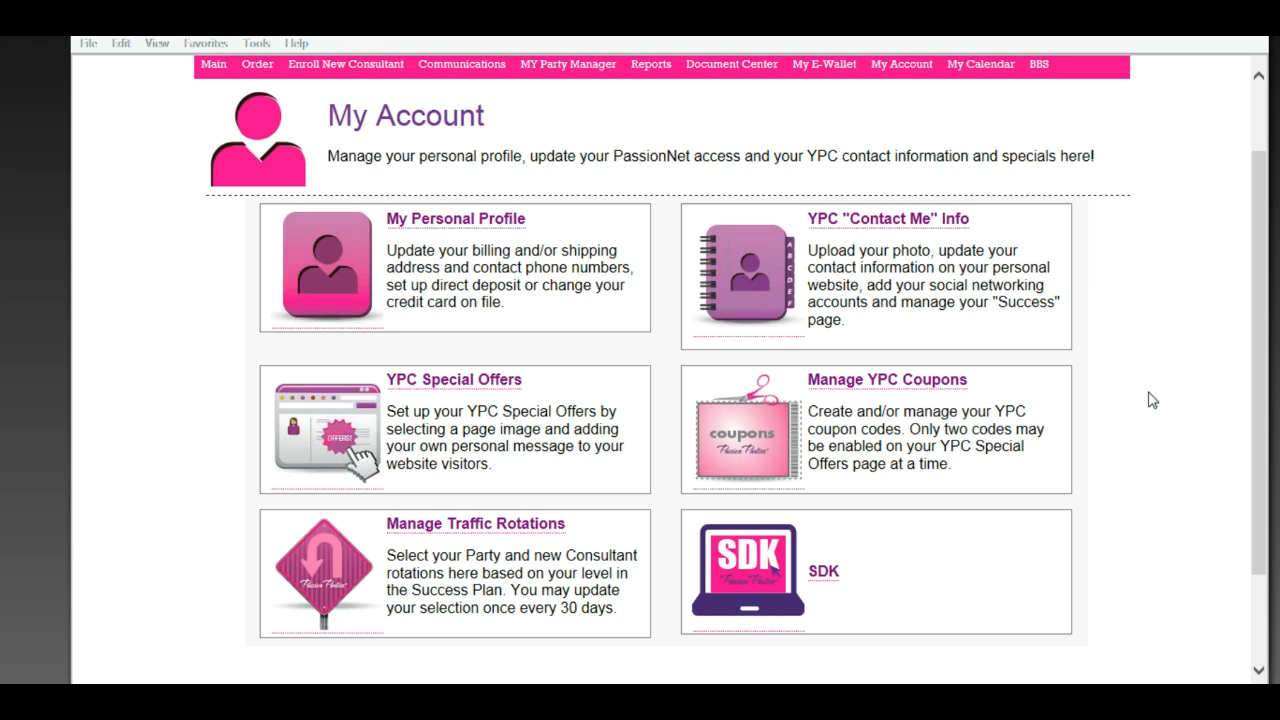 File Edit View Favorites Tools Help
Main Order Enroll New Consultant Communications MY Party Manager Reports Document Center My E-Wallet My Account My Calendar BBS
My Account
Manage your personal profile, update your PassionNet access and your YPC contact information and specials here!
My Personal Profile
Update your billing and/or shipping
address and contact phone numbers,
set up direct deposit or change your
credit card on file.
YPC "Contact Me" Info
Upload your photo, update your
contact information on your personal
website, add your social networking
accounts and manage your "Success"
page.
A
B
C
D
E
F
YPC Special Offers
Set up your YPC Special Offers by
selecting a page image and adding
your own personal message to your
website visitors.
OFFERS!
Manage YPC Coupons
Create and/or manage your YPC
coupon codes. Only two codes may
be enabled on your YPC Special
Offers page at a time.
coupons
Passion Parties
Manage Traffic Rotations
Select your Party and new Consultant
rotations here based on your level in
the Success Plan. You may update
your selection once every 30 days.
Passion Parties
SDK
Passion Parties
SDK